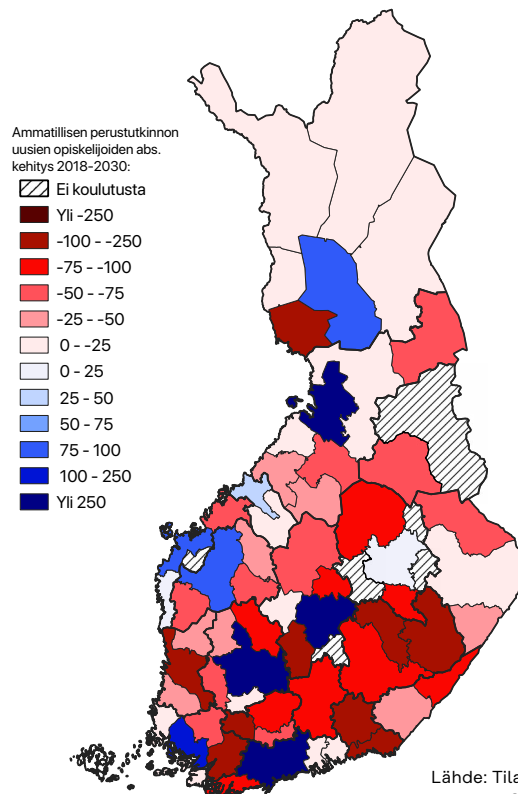 Ammatillisen perustutkinnon
uusien opiskelijoiden abs.
kehitys 2018-2030:
Ei koulutusta
Yli -250
-100 - -250
-75 - -100
-50 - -75
-25 - -50
0 - -25
0 - 25
25 - 50
50 - 75
75 - 100
100 - 250
Yli 250
Lähde: Tila